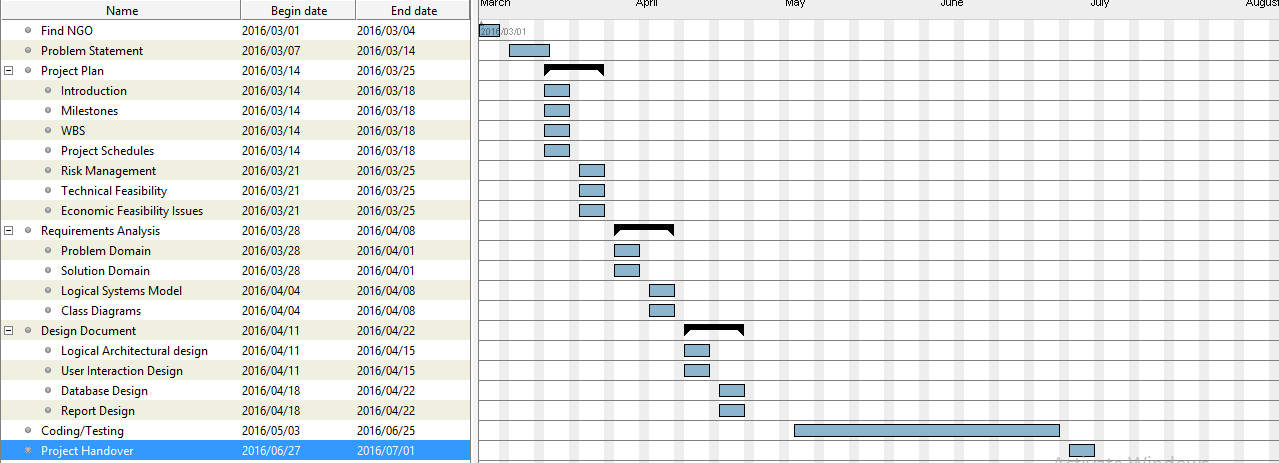 Name Begin date End date March April May June July August
Find NGO 2016/03/01 2016/03/04 2016/03/01
Problem Statement 2016/03/07 2016/03/14
Project Plan 2016/03/14 2016/03/25
Introduction 2016/03/14 2016/03/18
Milestones 2016/03/14 2016/03/18
WBS 2016/03/14 2016/03/18
Project Schedules 2016/03/14 2016/03/18
Risk Management 2016/03/21 2016/03/25
Technical Feasibility 2016/03/21 2016/03/25
Economic Feasibility Issues 2016/03/21 2016/03/25
Requirements Analysis 2016/03/28 2016/04/08
Problem Domain 2016/03/28 2016/04/01
Solution Domain 2016/03/28 2016/04/01
Logical Systems Model 2016/04/04 2016/04/08
Class Diagrams 2016/04/04 2016/04/08
Design Document 2016/04/11 2016/04/22
Logical Architectural design 2016/04/11 2016/04/15
User Interaction Design 2016/04/11 2016/04/15
Database Design 2016/04/18 2016/04/22
Report Design 2016/04/18 2016/04/22
Coding/Testing 2016/05/03 2016/06/25
Project Handover 2016/06/27 2016/07/01
Activate Windows